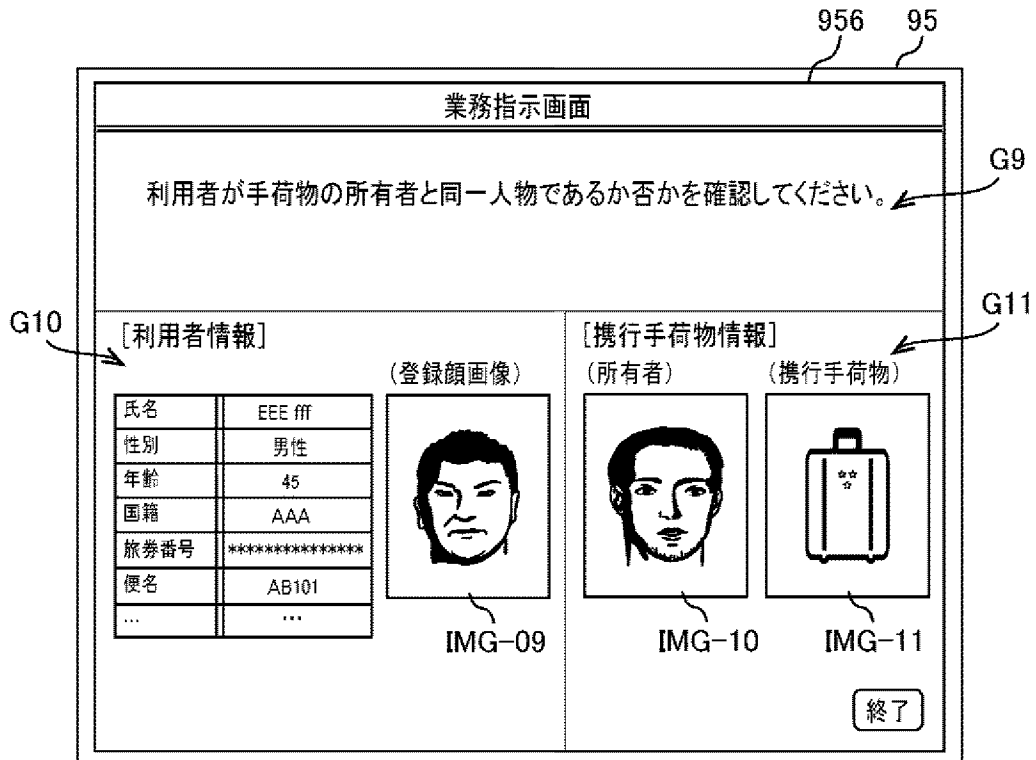 956 95
業務指示画面
G9
利用者が手荷物の所有者と同一人物であるか否かを確認してください。
G10
[利用者情報]
(登録顔画像)
氏名 EEE fff
性別 男性
年齢 45
国籍 AAA
旅券番号 ***************
便名 AB101
... ...
IMG-09
G11
[携行手荷物情報]
(所有者) (携行手荷物)
IMG-10 IMG-11
終了